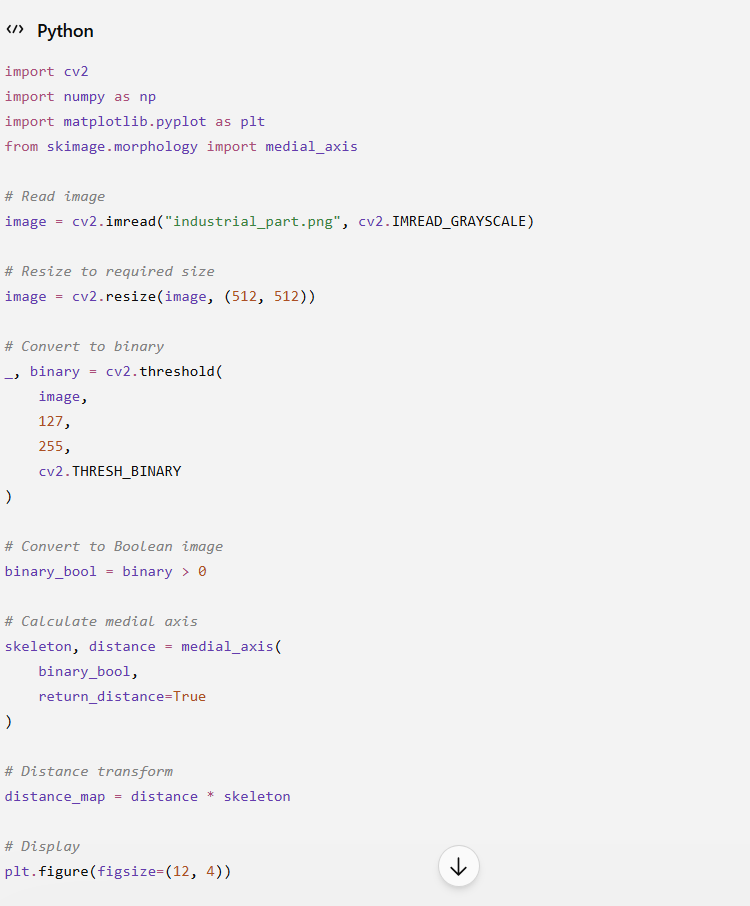 </> Python
import cv2
import numpy as np
import matplotlib.pyplot as plt
from skimage.morphology import medial_axis
# Read image
image = cv2.imread("industrial_part.png", cv2.IMREAD_GRAYSCALE)
# Resize to required size
image = cv2.resize(image, (512, 512))
# Convert to binary
_, binary = cv2.threshold(
    image,
    127,
    255,
    cv2.THRESH_BINARY
)
# Convert to Boolean image
binary_bool = binary > 0
# Calculate medial axis
skeleton, distance = medial_axis(
    binary_bool,
    return_distance=True
)
# Distance transform
distance_map = distance * skeleton
# Display
plt.figure(figsize=(12, 4))